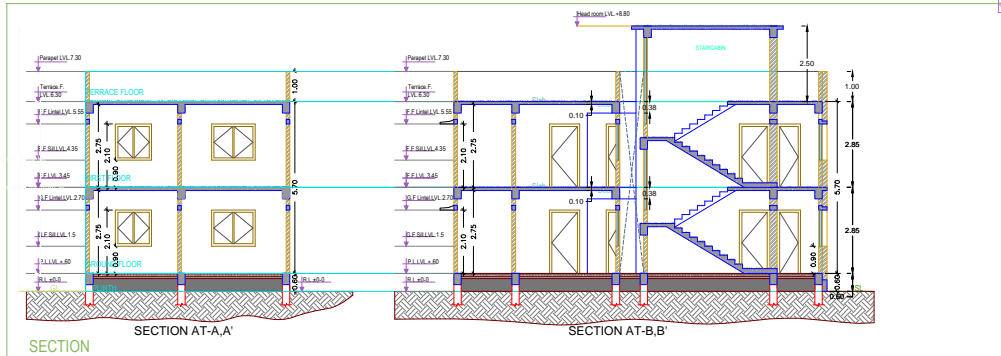 Head room LVL.+8.80
STAIRCABIN
2.50
Parapet LVL.7.30
Parapet LVL.7.30
1.00
1.00
Terrace.F.
LVL.6.30
TERRACE FLOOR
Terrace.F.
LVL.6.30
Slab
F.F Lintel LVL.5.55
F.F Lintel LVL.5.55
0.10
0.38
2.75
2.10
0.90
2.75
2.10
2.85
F.F Sill LVL.4.35
F.F Sill LVL.4.35
F.F LVL.3.45
FIRST FLOOR
F.F LVL.3.45
Slab
5.70
5.70
G.F Lintel LVL.2.70
G.F Lintel LVL.2.70
0.10
0.38
2.75
2.10
0.90
2.75
2.10
0.90
2.85
G.F Sill LVL.1.5
G.F Sill LVL.1.5
P.L LVL.+.60
GROUND FLOOR
P.L LVL.+.60
0.60
0.60
R.L ±0-0
PLINTH
R.L ±0-0
R.L ±0-0
0.60
SECTION AT-A,A'
SECTION AT-B,B'
SECTION